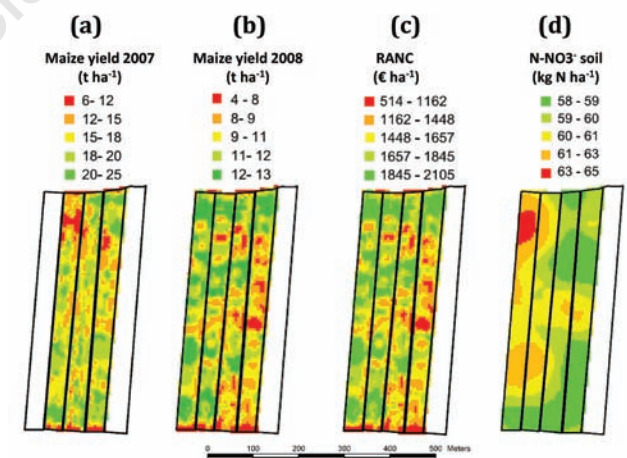 (a)
Maize yield 2007
(t ha-1)
6- 12
12- 15
15- 18
18- 20
20- 25
(b)
Maize yield 2008
(t ha-1)
4 - 8
8- 9
9 - 11
11- 12
12- 13
(c)
RANC
(€ ha-1)
514 - 1162
1162 - 1448
1448 - 1657
1657 - 1845
1845 - 2105
(d)
N-NO3- soil
(kg N ha-1)
58 - 59
59 - 60
60 - 61
61 - 63
63 - 65
0 100 200 300 400 500 Meters